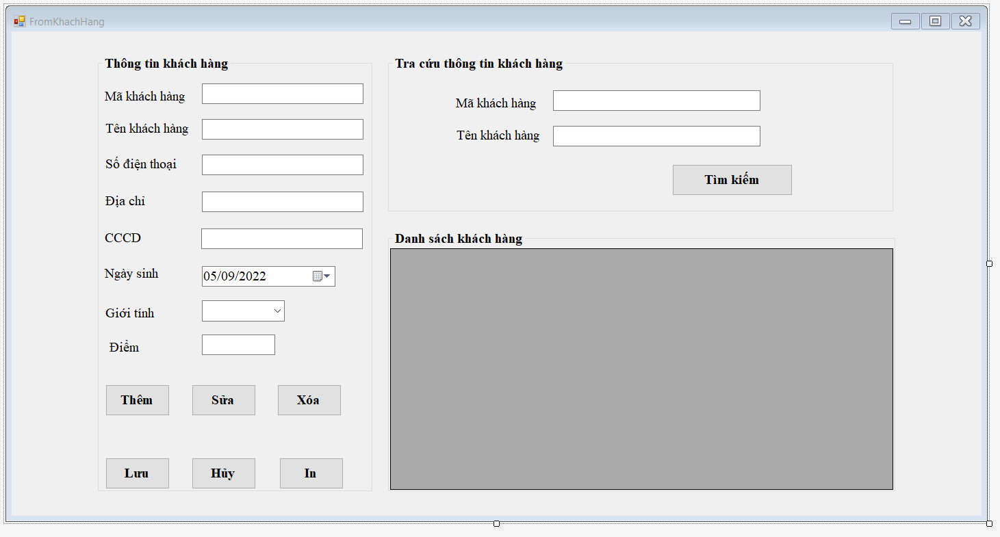 FromKhachHang
Thông tin khách hàng
Mã khách hàng
Tên khách hàng
Số điện thoại
Địa chỉ
CCCD
Ngày sinh
05/09/2022
Giới tính
Điểm
Thêm Sửa Xóa
Lưu Hủy In
Tra cứu thông tin khách hàng
Mã khách hàng
Tên khách hàng
Tìm kiếm
Danh sách khách hàng